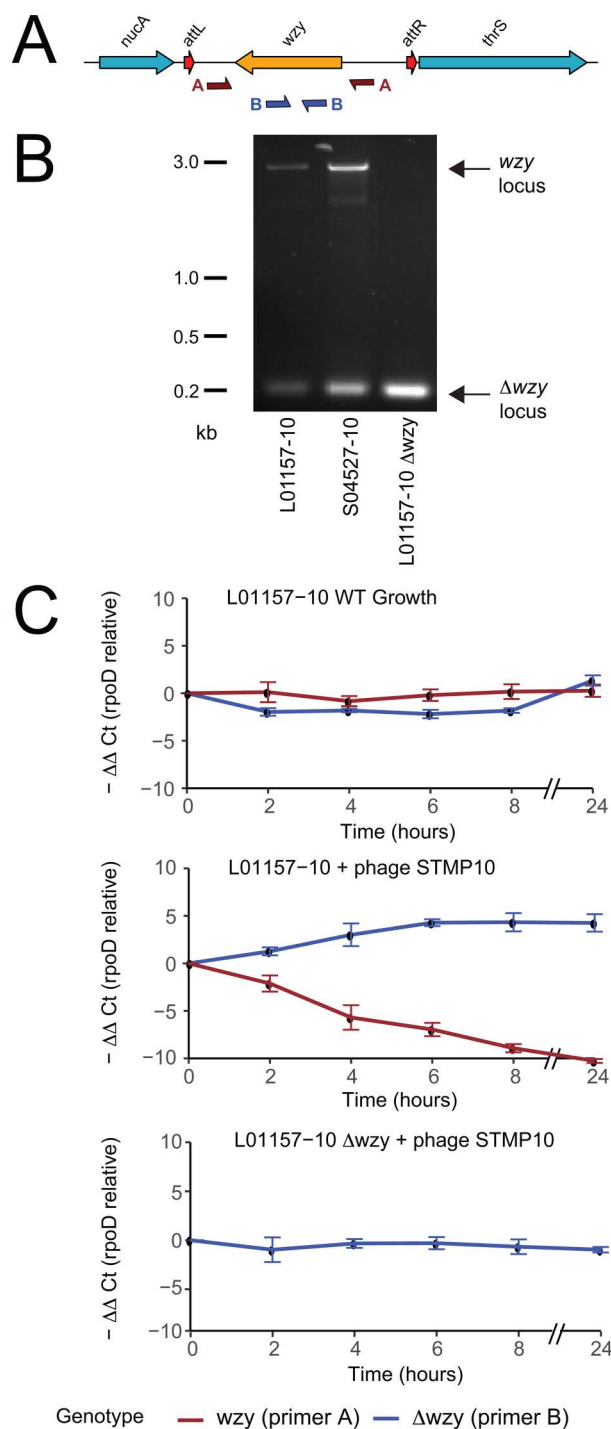 A
nucA attL wzy attR thrS
A A
B B
B
3.0
1.0
0.5
0.2
kb
wzy
locus
Δwzy
locus
L01157-10
S04527-10
L01157-10 Δwzy
C
L01157−10 WT Growth
− ΔΔ Ct (rpoD relative)
10
5
0
−5
−10
0 2 4 6 8 24
Time (hours)
L01157−10 + phage STMP10
− ΔΔ Ct (rpoD relative)
10
5
0
−5
−10
0 2 4 6 8 24
Time (hours)
L01157−10 Δwzy + phage STMP10
− ΔΔ Ct (rpoD relative)
10
5
0
−5
−10
0 2 4 6 8 24
Time (hours)
Genotype wzy (primer A) Δwzy (primer B)